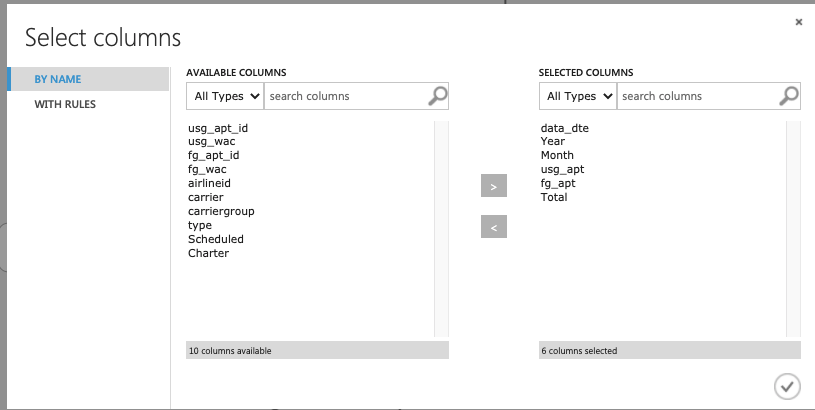 Select columns
BY NAME
WITH RULES
AVAILABLE COLUMNS
All Types search columns
usg_apt_id
usg_wac
fg_apt_id
fg_wac
airlineid
carrier
carriergroup
type
Scheduled
Charter
10 columns available
>
<
SELECTED COLUMNS
All Types search columns
data_dte
Year
Month
usg_apt
fg_apt
Total
6 columns selected